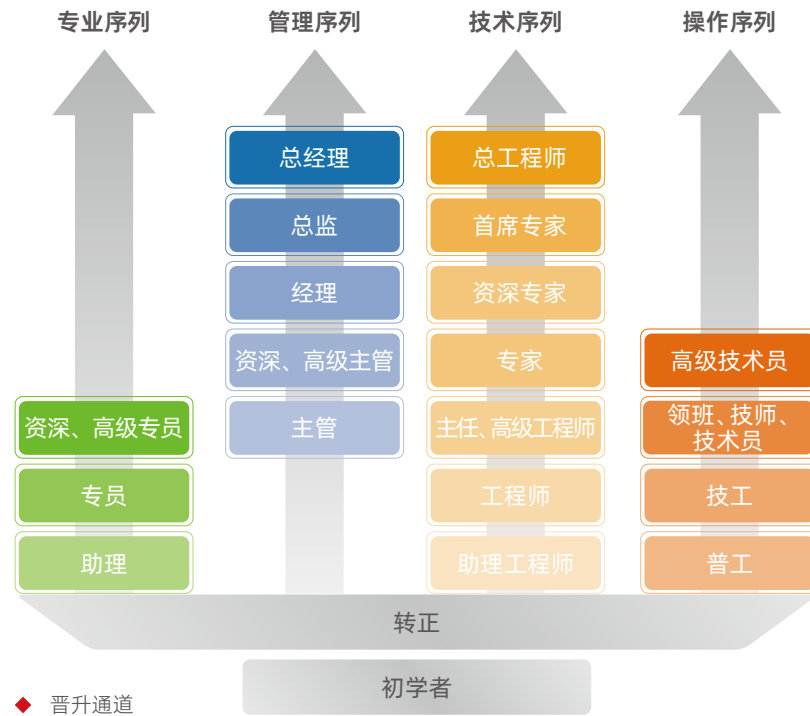 专业序列
管理序列
技术序列
操作序列
总经理
总工程师
总监
首席专家
经理
资深专家
资深、高级主管
专家
高级技术员
资深、高级专员
主管
主任、高级工程师
领班、技师、
技术员
专员
工程师
技工
助理
助理工程师
普工
转正
初学者
晋升通道